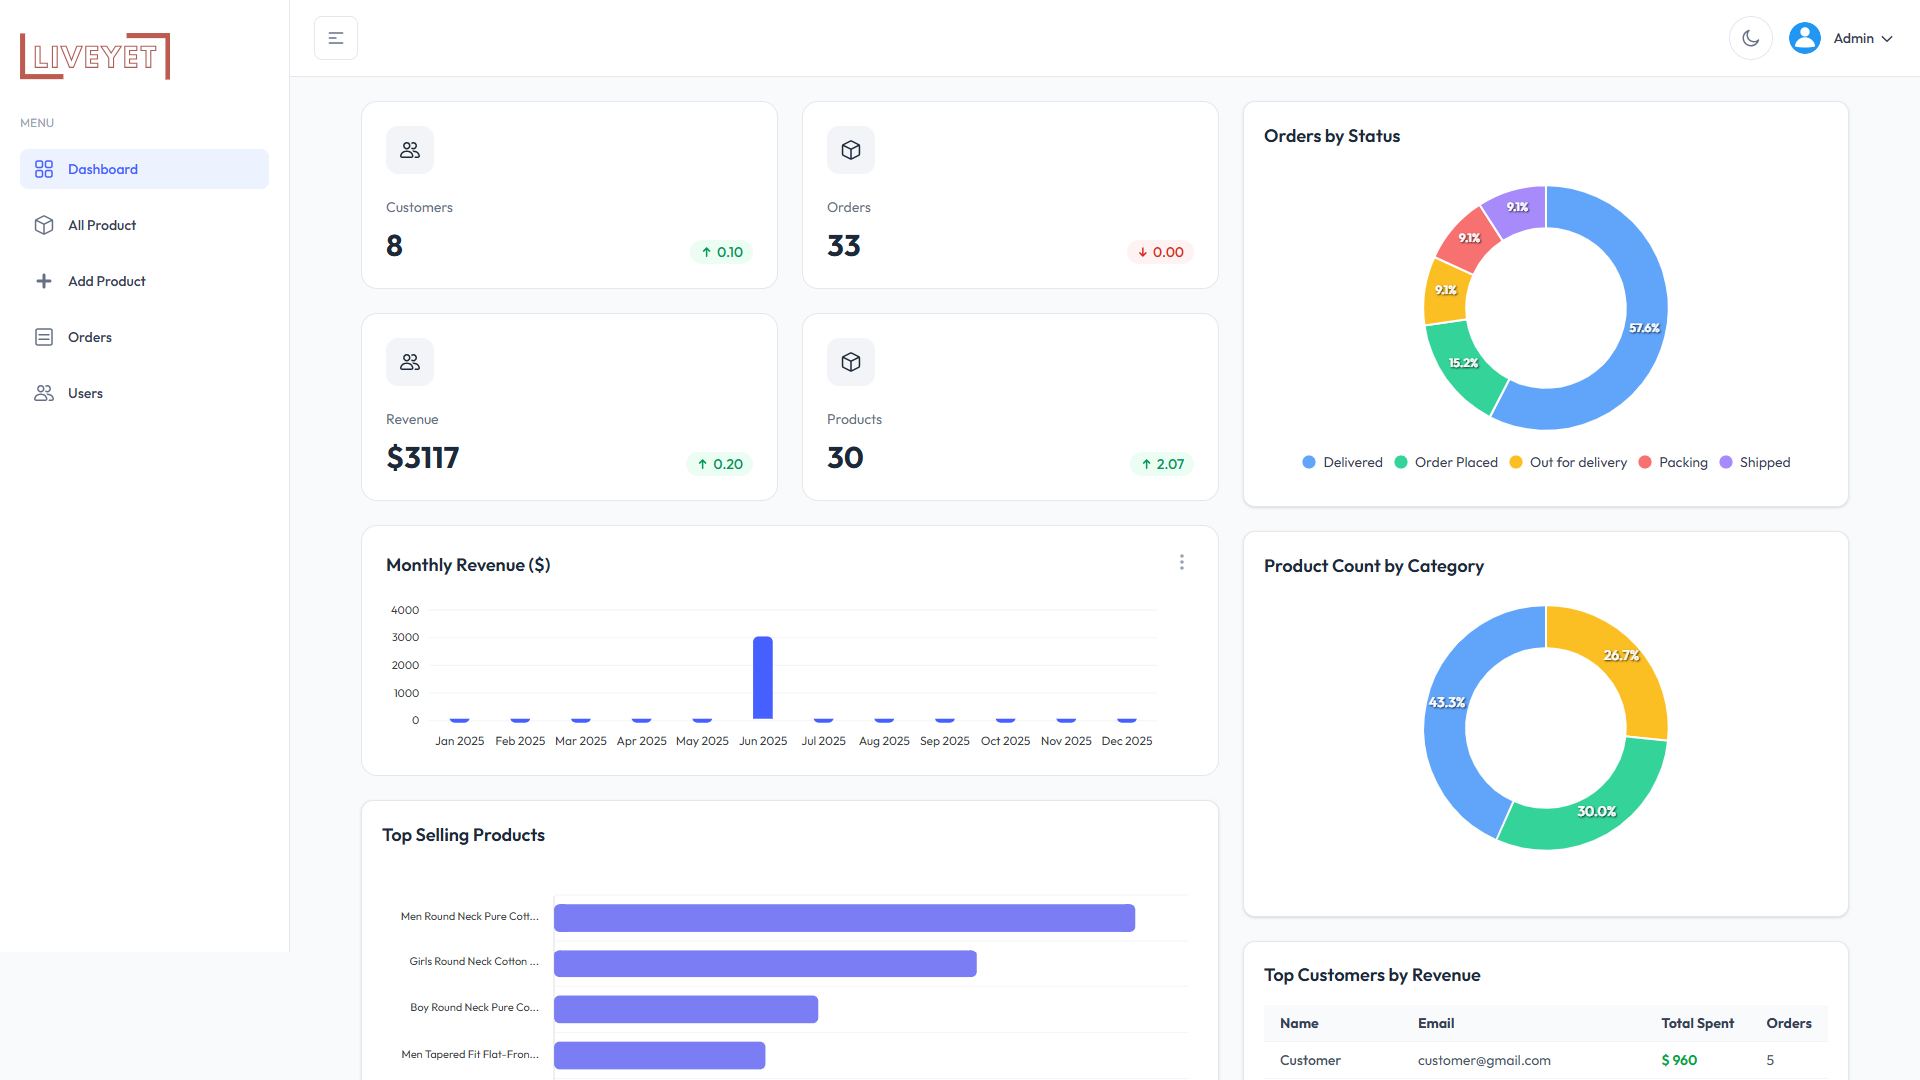 LIVEYET
Admin
MENU
Dashboard
All Product
Add Product
Orders
Users
Customers
8
0.10
Orders
33
0.00
Revenue
$3117
0.20
Products
30
2.07
Monthly Revenue ($)
4000
3000
2000
1000
0
Jan 2025 Feb 2025 Mar 2025 Apr 2025 May 2025 Jun 2025 Jul 2025 Aug 2025 Sep 2025 Oct 2025 Nov 2025 Dec 2025
Top Selling Products
Men Round Neck Pure Cott...
Girls Round Neck Cotton ...
Boy Round Neck Pure Co...
Men Tapered Fit Flat-Fron...
Orders by Status
9.1%
9.1%
9.1%
57.6%
15.2%
Delivered Order Placed Out for delivery Packing Shipped
Product Count by Category
26.7%
43.3%
30.0%
Top Customers by Revenue
Name Email Total Spent Orders
Customer customer@gmail.com $ 960 5